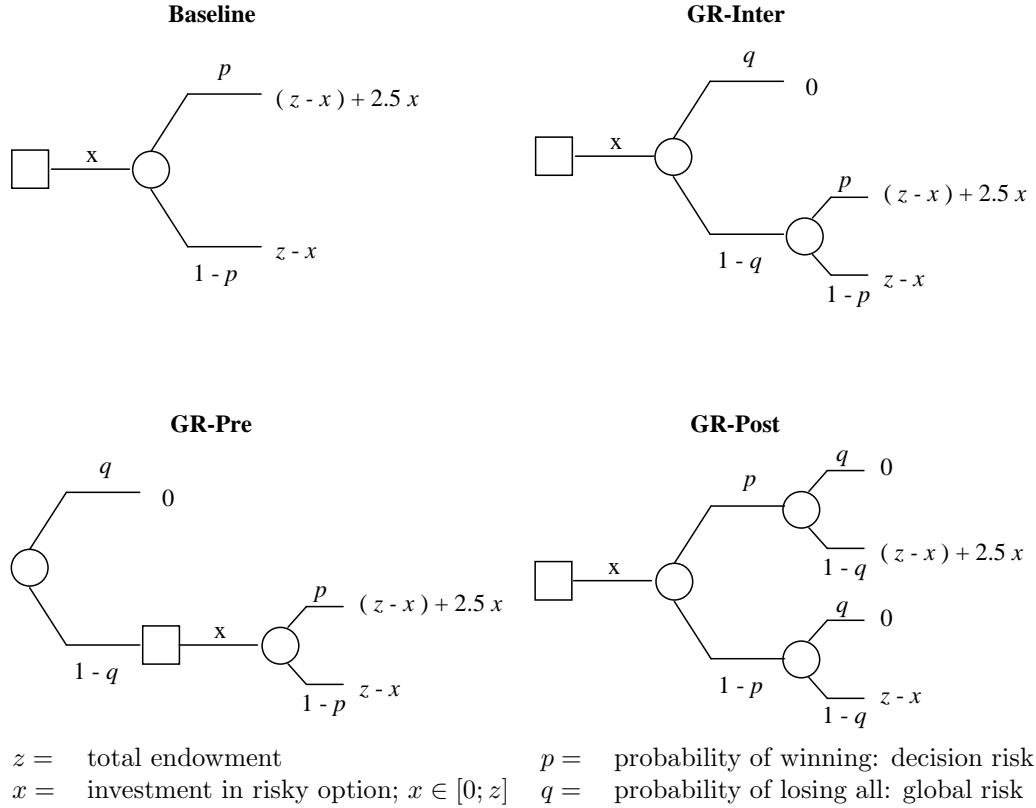 Baseline
p
( z - x ) + 2.5 x
x
z - x
1 - p
GR-Inter
q
0
x
p
( z - x ) + 2.5 x
1 - q
1 - p
z - x
GR-Pre
q
0
p
( z - x ) + 2.5 x
x
1 - q
1 - p
z - x
GR-Post
q
0
p
x
1 - q
( z - x ) + 2.5 x
q
0
1 - p
1 - q
z - x
z = total endowment
x = investment in risky option; x ∈ [0; z]
p = probability of winning: decision risk
q = probability of losing all: global risk